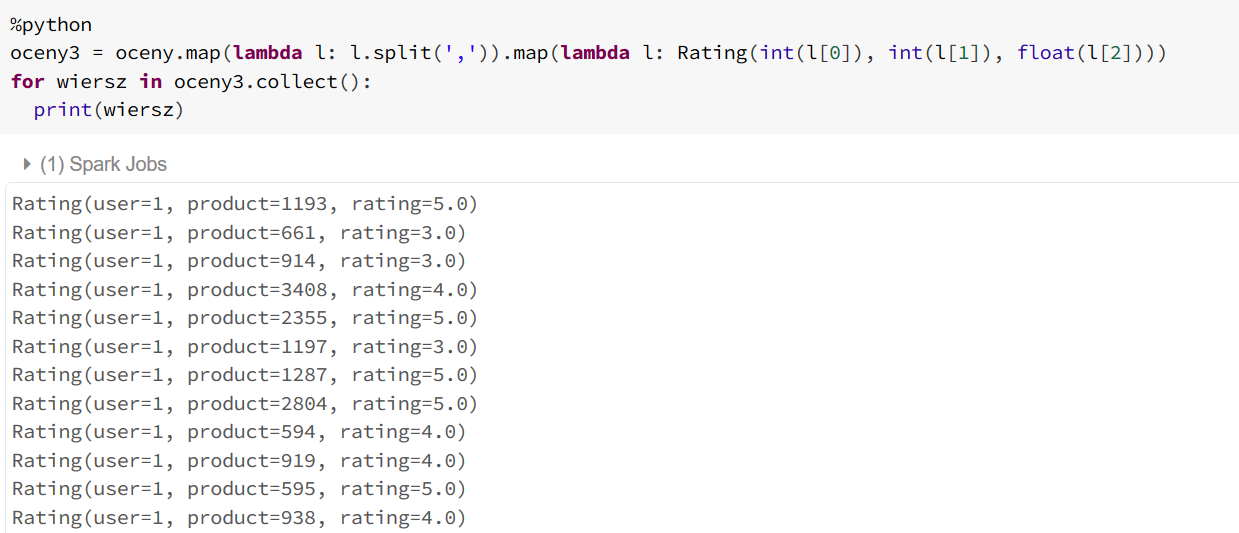 %python
oceny3 = oceny.map(lambda l: l.split(',')).map(lambda l: Rating(int(l[0]), int(l[1]), float(l[2])))
for wiersz in oceny3.collect():
  print(wiersz)
(1) Spark Jobs
Rating(user=1, product=1193, rating=5.0)
Rating(user=1, product=661, rating=3.0)
Rating(user=1, product=914, rating=3.0)
Rating(user=1, product=3408, rating=4.0)
Rating(user=1, product=2355, rating=5.0)
Rating(user=1, product=1197, rating=3.0)
Rating(user=1, product=1287, rating=5.0)
Rating(user=1, product=2804, rating=5.0)
Rating(user=1, product=594, rating=4.0)
Rating(user=1, product=919, rating=4.0)
Rating(user=1, product=595, rating=5.0)
Rating(user=1, product=938, rating=4.0)